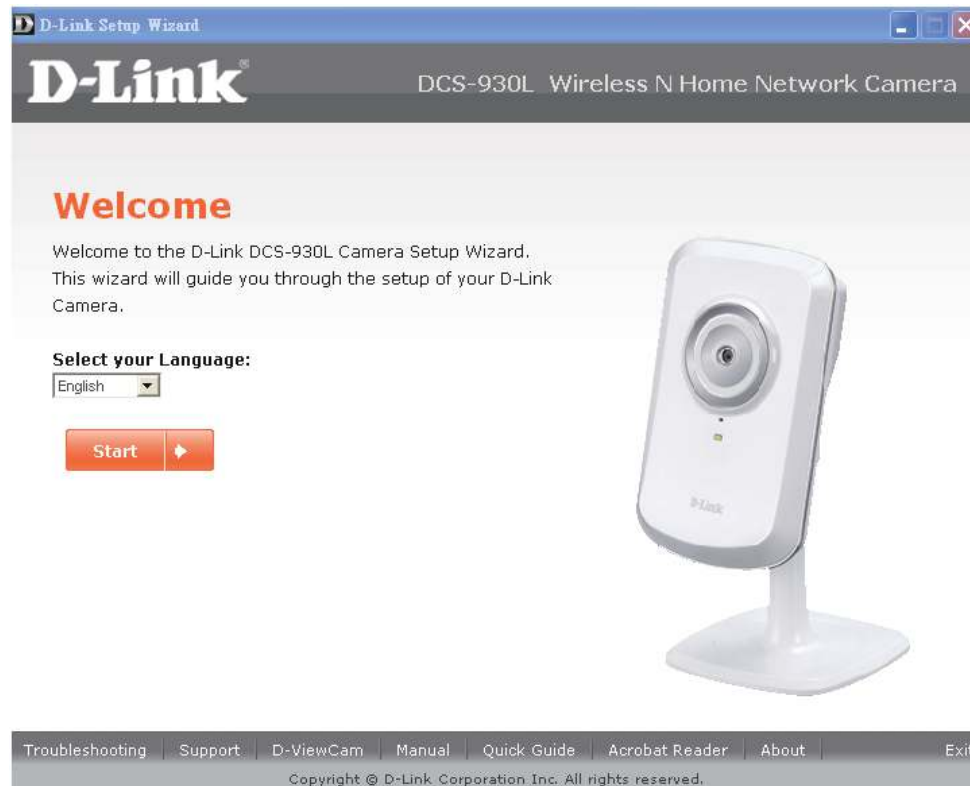 D-Link Setup Wizard
D-Link®
DCS-930L Wireless N Home Network Camera
Welcome
Welcome to the D-Link DCS-930L Camera Setup Wizard.
This wizard will guide you through the setup of your D-Link
Camera.
Select your Language:
English
Start
D-Link
Troubleshooting Support D-ViewCam Manual Quick Guide Acrobat Reader About Exit
Copyright @ D-Link Corporation Inc. All rights reserved.